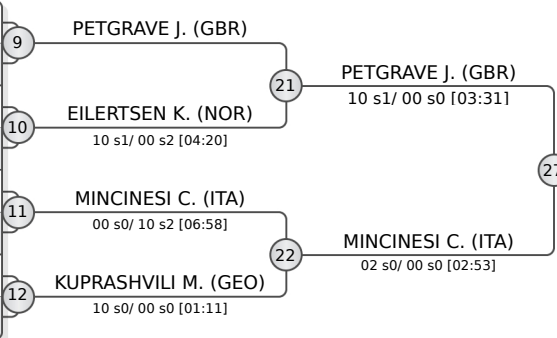 PETGRAVE J. (GBR)
9
PETGRAVE J. (GBR)
21
10 s1/ 00 s0 [03:31]
EILERTSEN K. (NOR)
10
10 s1/ 00 s2 [04:20]
27
MINCINESI C. (ITA)
11
00 s0/ 10 s2 [06:58]
MINCINESI C. (ITA)
22
02 s0/ 00 s0 [02:53]
KUPRASHVILI M. (GEO)
12
10 s0/ 00 s0 [01:11]